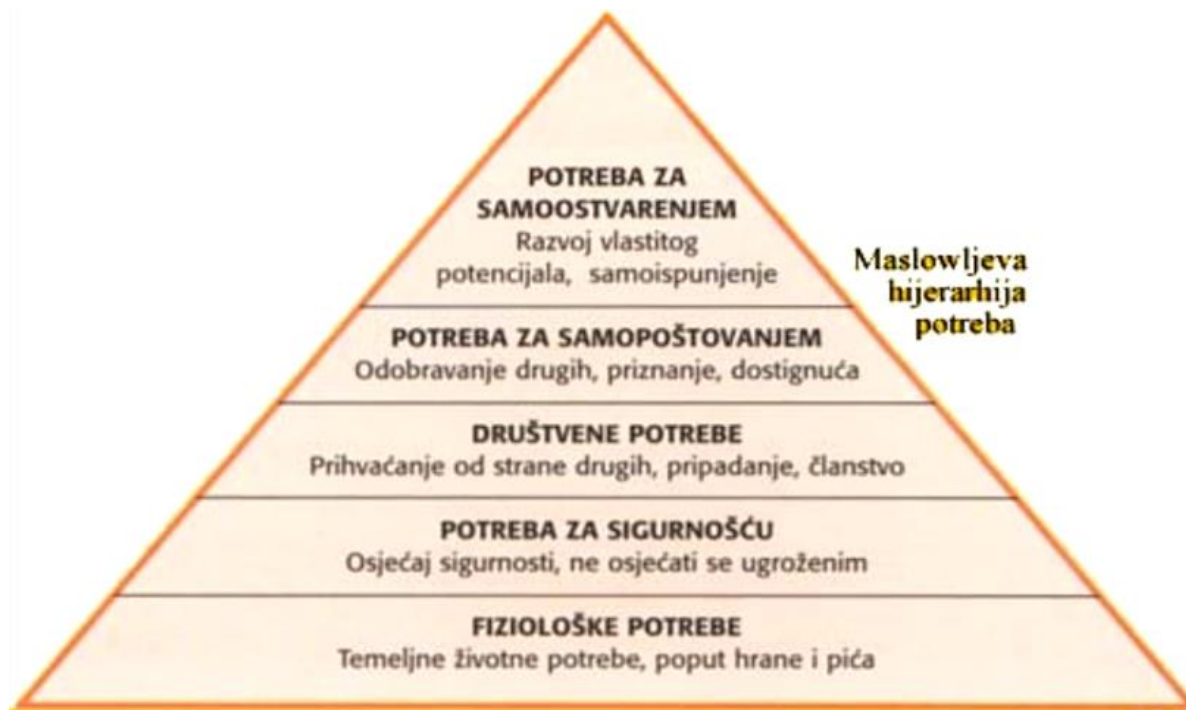 POTREBA ZA
SAMOOSTVARENJEM
Razvoj vlastitog
potencijala, samoispunjenje
Maslowljeva
hijerarhija
potreba
POTREBA ZA SAMOPOŠTOVANJEM
Odobravanje drugih, priznanje, dostignuća
DRUŠTVENE POTREBE
Prihvaćanje od strane drugih, pripadanje, članstvo
POTREBA ZA SIGURNOŠĆU
Osjećaj sigurnosti, ne osjećati se ugroženim
FIZIOLOŠKE POTREBE
Temeljne životne potrebe, poput hrane i pića